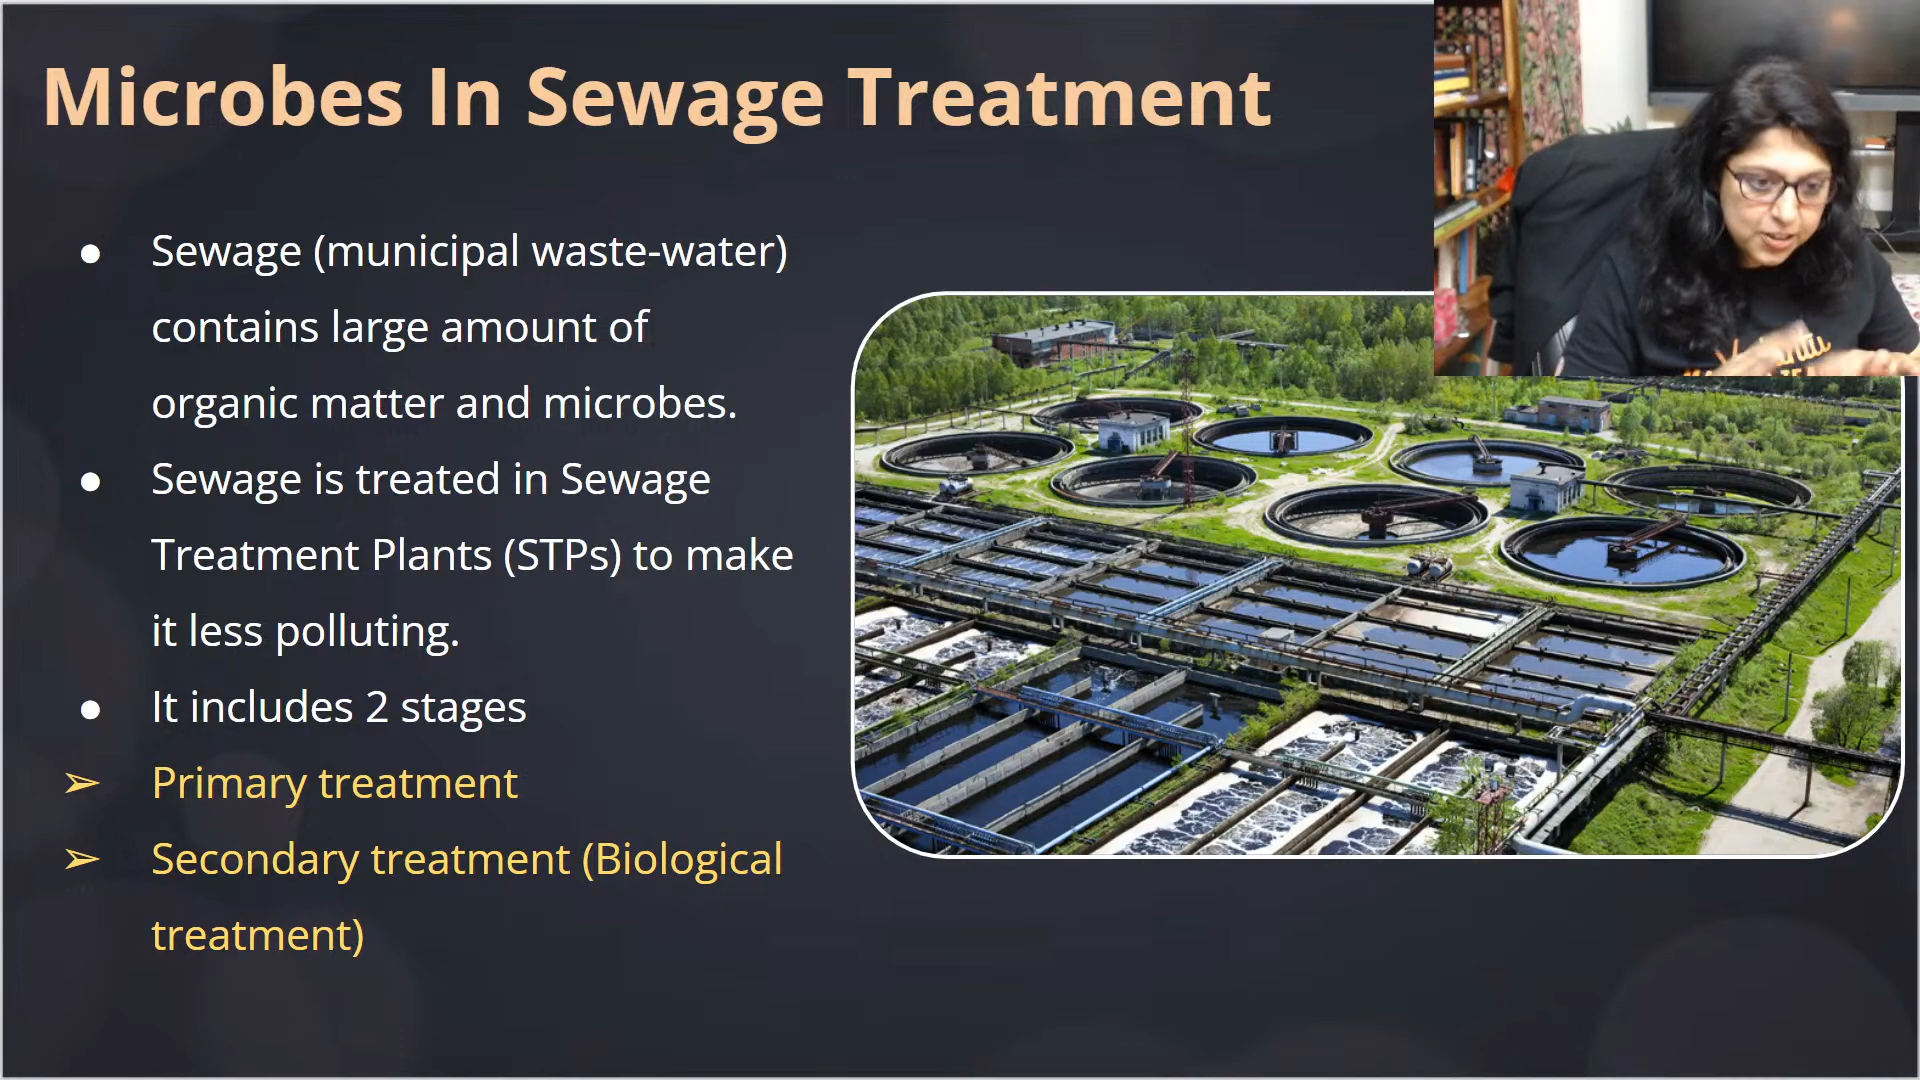 Microbes In Sewage Treatment
● Sewage (municipal waste-water)
contains large amount of
organic matter and microbes.
● Sewage is treated in Sewage
Treatment Plants (STPs) to make
it less polluting.
● It includes 2 stages
➢ Primary treatment
➢ Secondary treatment (Biological
treatment)